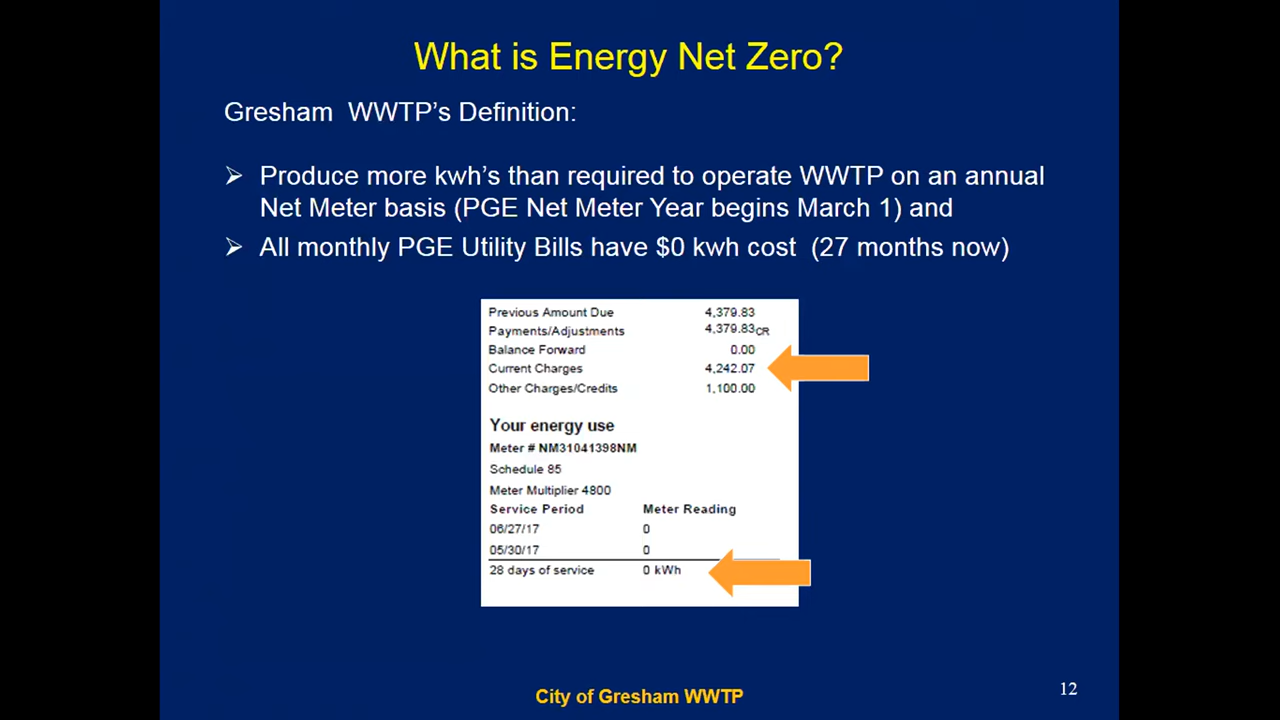 What is Energy Net Zero?
Gresham WWTP's Definition:
➢ Produce more kwh's than required to operate WWTP on an annual
Net Meter basis (PGE Net Meter Year begins March 1) and
➢ All monthly PGE Utility Bills have $0 kwh cost (27 months now)
Previous Amount Due 4,379.83
Payments/Adjustments 4,379.83CR
Balance Forward 0.00
Current Charges 4,242.07
Other Charges/Credits 1,100.00
Your energy use
Meter # NM31041398NM
Schedule 85
Meter Multiplier 4800
Service Period Meter Reading
06/27/17 0
05/30/17 0
28 days of service 0 kWh
City of Gresham WWTP
12